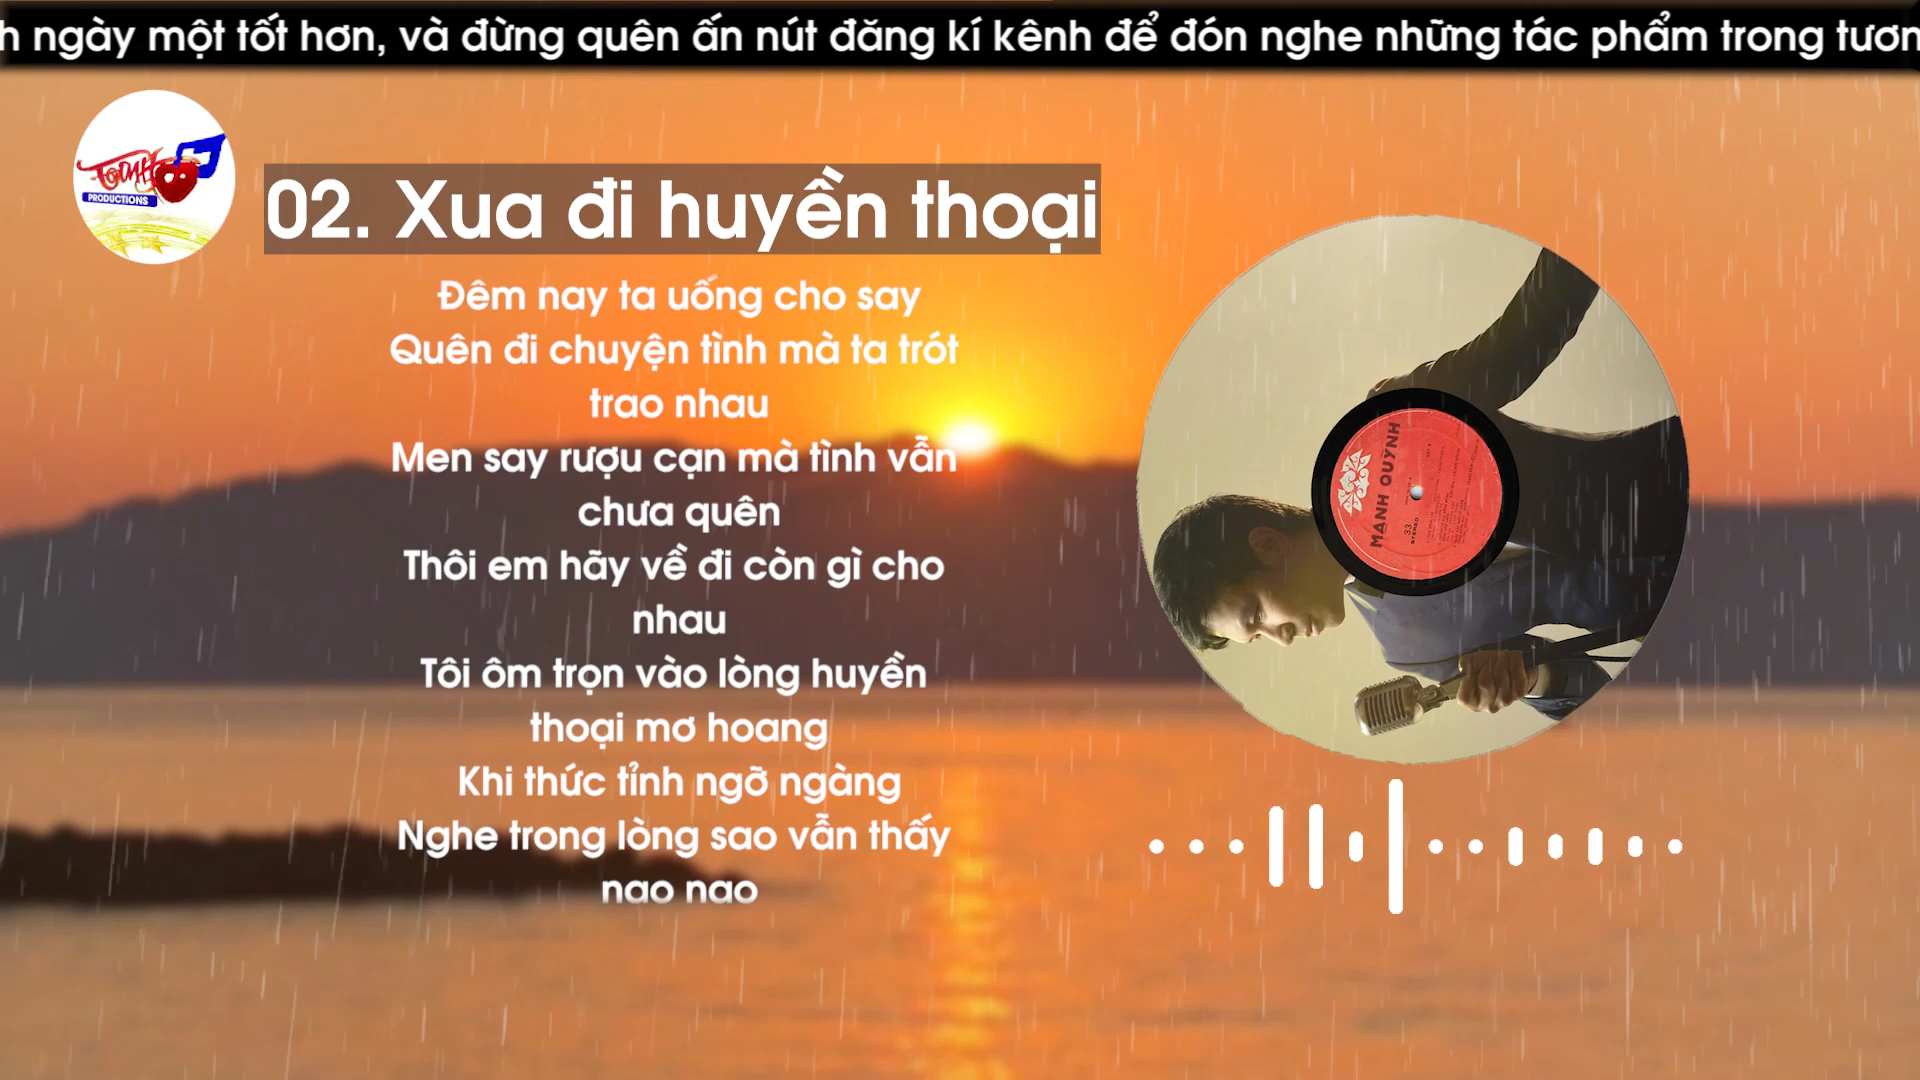 h ngày một tốt hơn, và đừng quên ấn nút đăng kí kênh để đón nghe những tác phẩm trong tươn
PRODUCTIONS
02. Xua đi huyền thoại
Đêm nay ta uống cho say
Quên đi chuyện tình mà ta trót
trao nhau
Men say rượu cạn mà tình vẫn
chưa quên
Thôi em hãy về đi còn gì cho
nhau
Tôi ôm trọn vào lòng huyền
thoại mơ hoang
Khi thức tỉnh ngỡ ngàng
Nghe trong lòng sao vẫn thấy
nao nao
MẠNH QUỲNH
33
STEREO